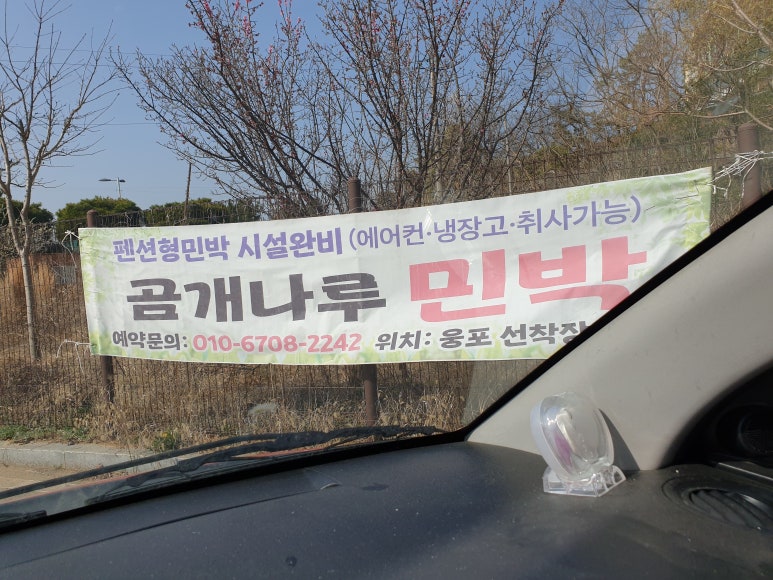 펜션형민박 시설완비 (에어컨·냉장고·취사가능)
곰개나루 민박
예약문의: 010-6708-2242 위치: 웅포 선착장